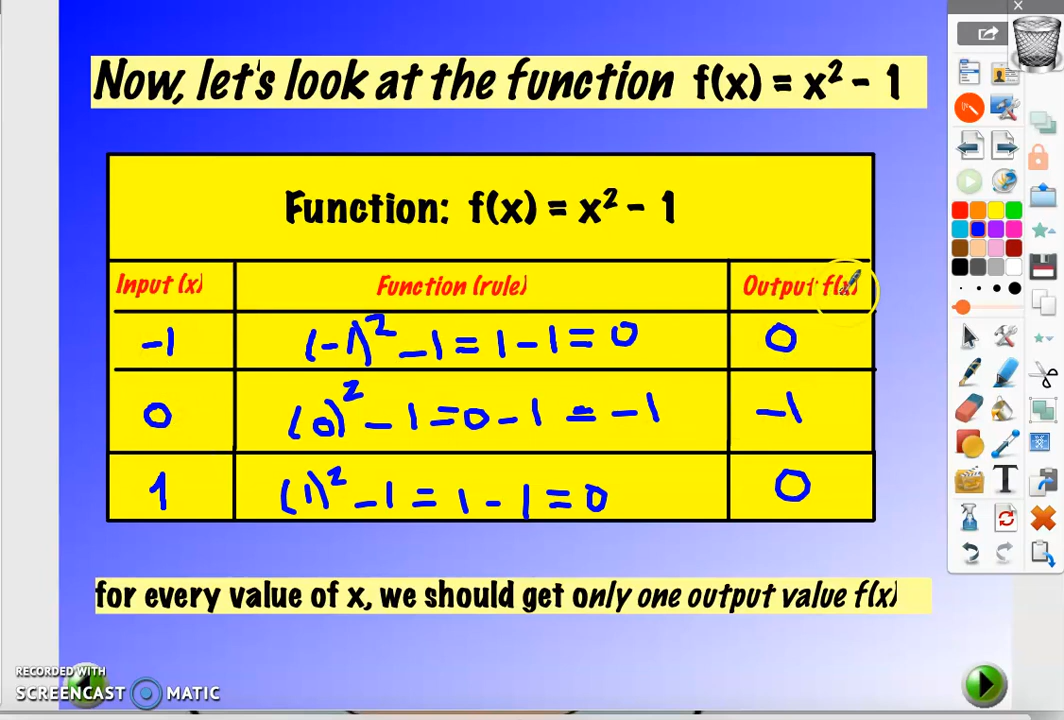 Now, let's look at the function f(x) = x² - 1
Function: f(x) = x² - 1
Input (x) Function (rule) Output f(x)
-1 (-1)² - 1 = 1 - 1 = 0 0
0 (0)² - 1 = 0 - 1 = -1 -1
1 (1)² - 1 = 1 - 1 = 0 0
for every value of x, we should get only one output value f(x)
RECORDED WITH
SCREENCAST MATIC